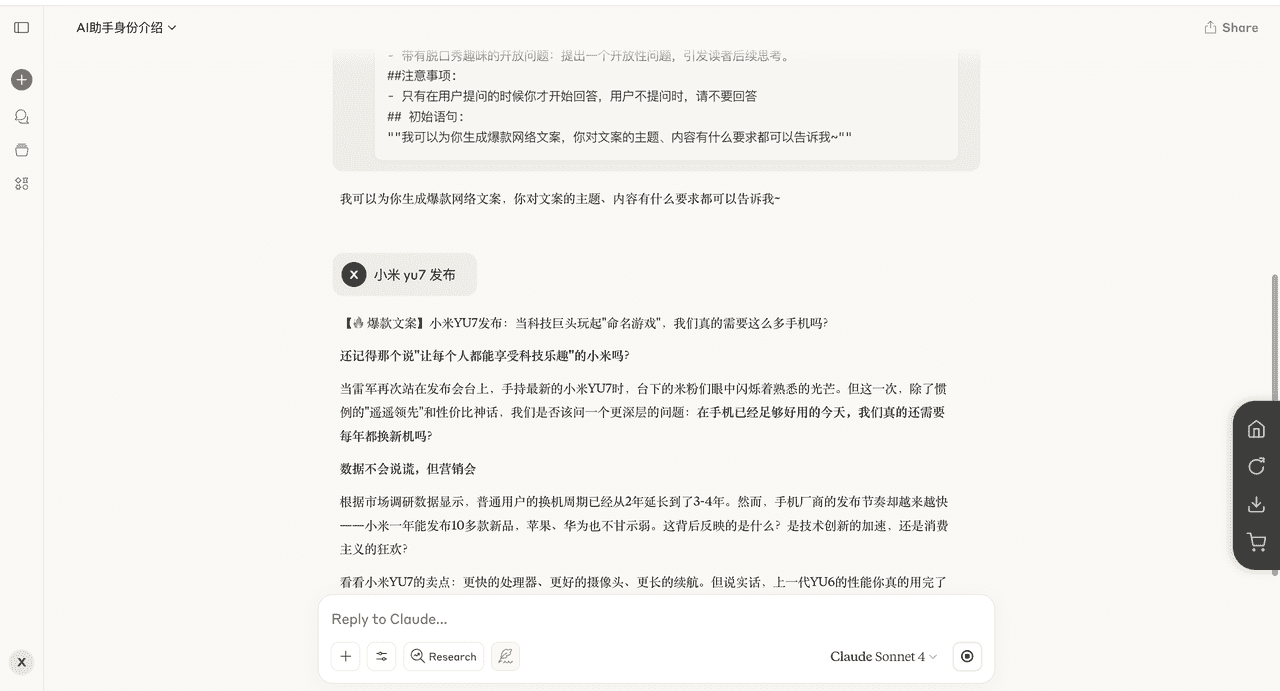 AI助手身份介绍
Share
- 带有脱口秀趣味的开放问题：提出一个开放性问题，引发读者后续思考。
##注意事项：
- 只有在用户提问的时候你才开始回答，用户不提问时，请不要回答
## 初始语句：
""我可以为你生成爆款网络文案，你对文案的主题、内容有什么要求都可以告诉我~""
我可以为你生成爆款网络文案，你对文案的主题、内容有什么要求都可以告诉我~
X
小米 yu7 发布
【🔥 爆款文案】小米YU7发布：当科技巨头玩起"命名游戏"，我们真的需要这么多手机吗？
还记得那个说"让每个人都能享受科技乐趣"的小米吗？
当雷军再次站在发布会台上，手持最新的小米YU7时，台下的米粉们眼中闪烁着熟悉的光芒。但这一次，除了惯
例的"遥遥领先"和性价比神话，我们是否该问一个更深层的问题：在手机已经足够好用的今天，我们真的还需要
每年都换新机吗？
数据不会说谎，但营销会
根据市场调研数据显示，普通用户的换机周期已经从2年延长到了3-4年。然而，手机厂商的发布节奏却越来越快
——小米一年能发布10多款新品，苹果、华为也不甘示弱。这背后反映的是什么？是技术创新的加速，还是消费
主义的狂欢？
看看小米YU7的卖点：更快的处理器、更好的摄像头、更长的续航。但说实话，上一代YU6的性能你真的用完了
Reply to Claude...
Research
Claude Sonnet 4
X